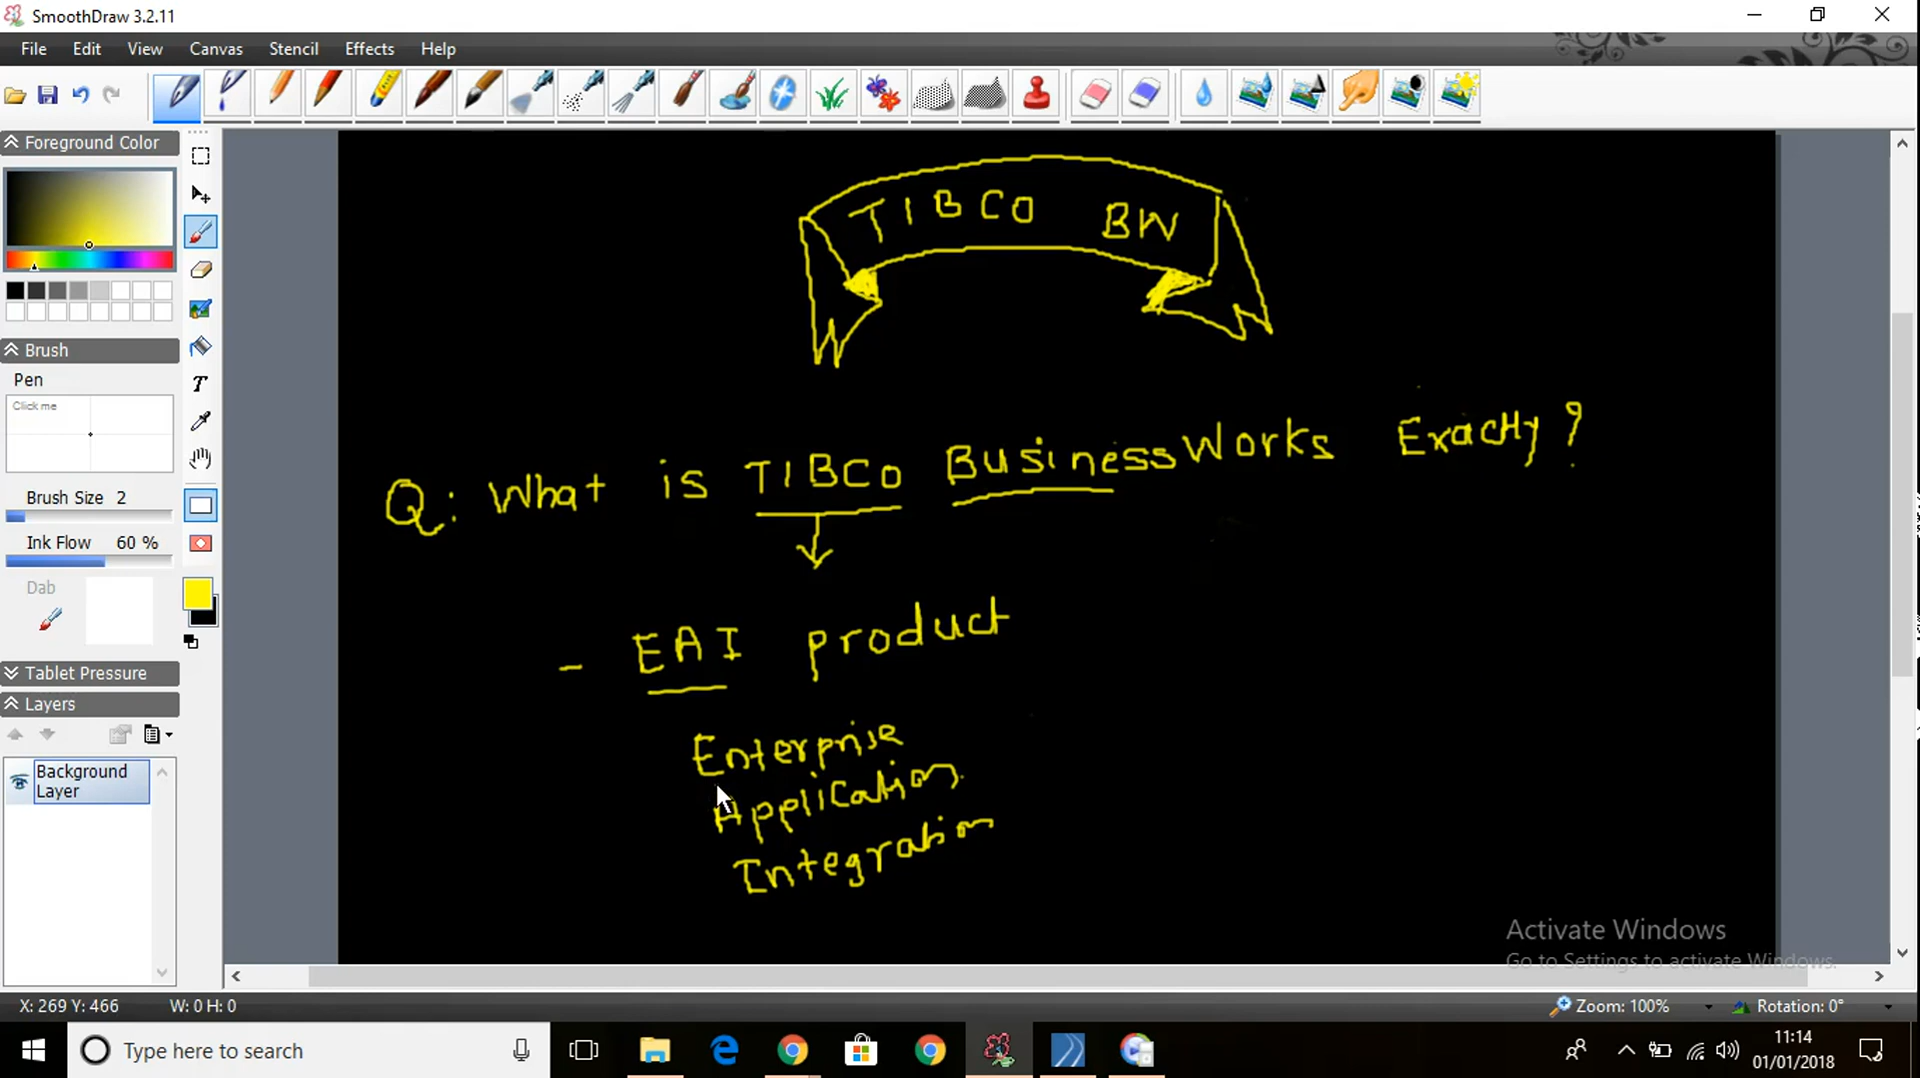 SmoothDraw 3.2.11
File Edit View Canvas Stencil Effects Help
Foreground Color
TIBCO BW
Brush
Pen
Click me
Q: What is TIBCO BusinessWorks Exactly ?
Brush Size 2
Ink Flow 60 %
Dab
- EAI product
Tablet Pressure
Layers
Enterprise
Background
Layer
Application
Integration
Activate Windows
Go to Settings to activate Windows.
X: 269 Y: 466 W: 0 H: 0 Zoom: 100% Rotation: 0°
Type here to search
11:14
01/01/2018